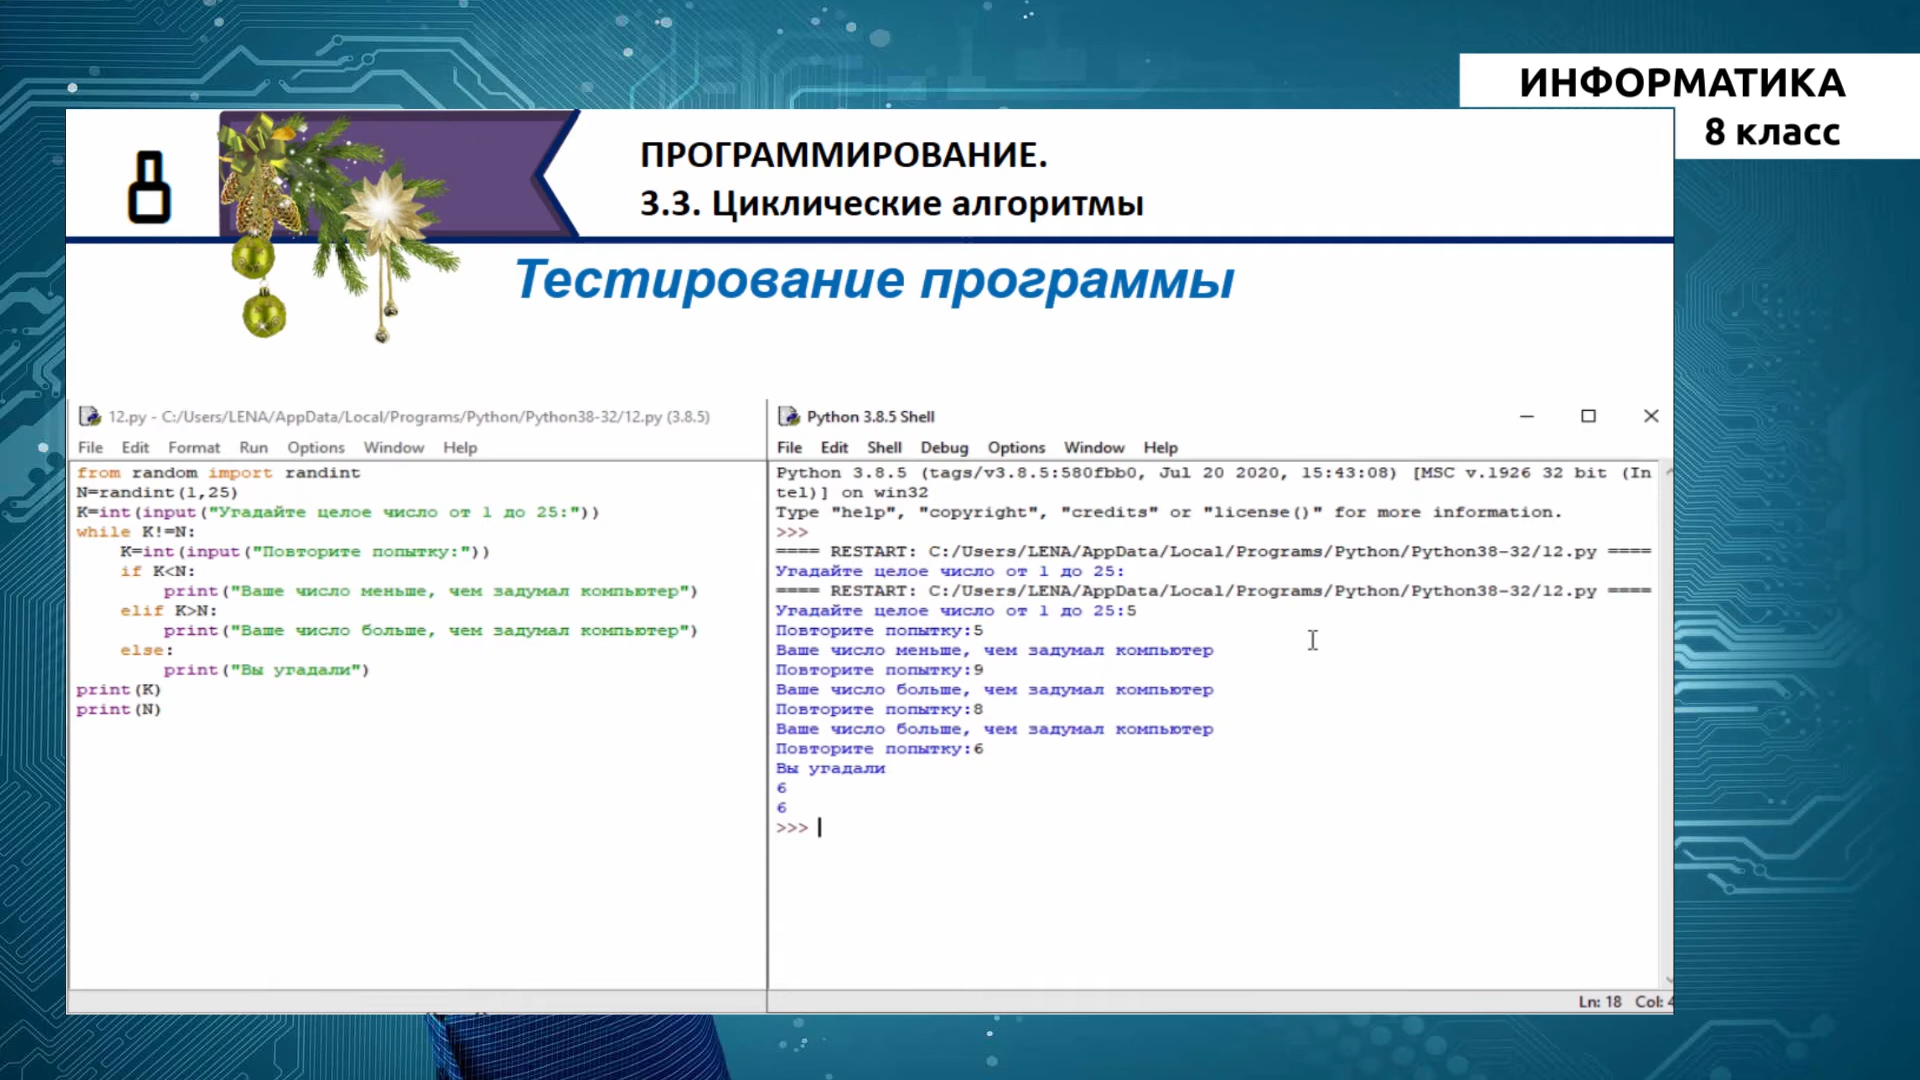 ИНФОРМАТИКА
8 класс
8
ПРОГРАММИРОВАНИЕ.
3.3. Циклические алгоритмы
Тестирование программы
12.py - C:/Users/LENA/AppData/Local/Programs/Python/Python38-32/12.py (3.8.5)
File Edit Format Run Options Window Help
from random import randint
N=randint(1,25)
K=int(input("Угадайте целое число от 1 до 25:"))
while K!=N:
    K=int(input("Повторите попытку:"))
    if K<N:
        print("Ваше число меньше, чем задумал компьютер")
    elif K>N:
        print("Ваше число больше, чем задумал компьютер")
    else:
        print("Вы угадали")
print(K)
print(N)
Python 3.8.5 Shell
File Edit Shell Debug Options Window Help
Python 3.8.5 (tags/v3.8.5:580fbb0, Jul 20 2020, 15:43:08) [MSC v.1926 32 bit (In
tel)] on win32
Type "help", "copyright", "credits" or "license()" for more information.
>>>
==== RESTART: C:/Users/LENA/AppData/Local/Programs/Python/Python38-32/12.py ====
Угадайте целое число от 1 до 25:
==== RESTART: C:/Users/LENA/AppData/Local/Programs/Python/Python38-32/12.py ====
Угадайте целое число от 1 до 25:5
Повторите попытку:5
Ваше число меньше, чем задумал компьютер
Повторите попытку:9
Ваше число больше, чем задумал компьютер
Повторите попытку:8
Ваше число больше, чем задумал компьютер
Повторите попытку:6
Вы угадали
6
6
>>>
Ln: 18 Col: 4